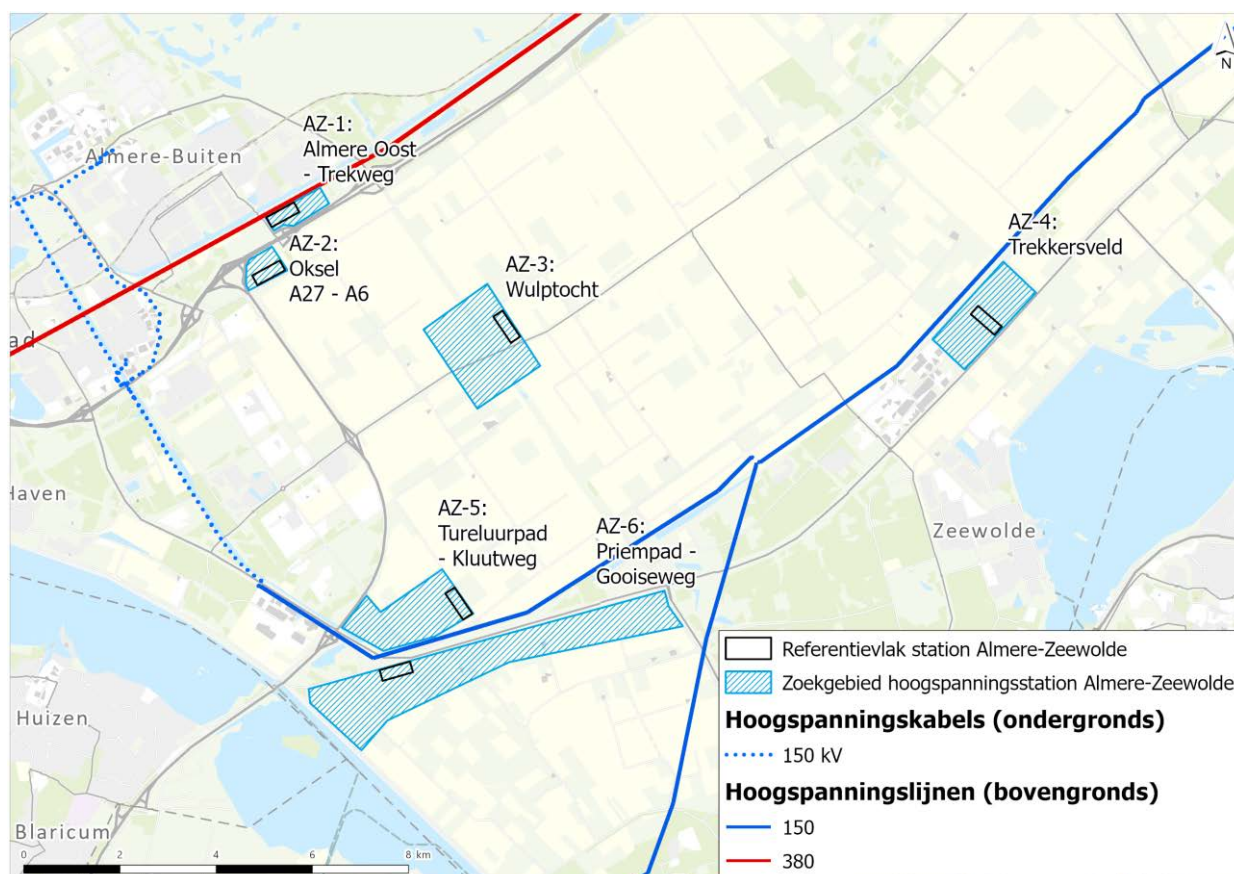 N
AZ-1:
Almere Oost
- Trekweg
Almere-Buiten
AZ-2:
Oksel
A27 - A6
AZ-3:
Wulptocht
AZ-4:
Trekkersveld
ad
Haven
AZ-5:
Tureluurpad
- Kluutweg
AZ-6:
Priempad -
Gooiseweg
Zeewolde
Huizen
Blaricum
0 2 4 6 8 km
Referentievlak station Almere-Zeewolde
Zoekgebied hoogspanningsstation Almere-Zeewolde
Hoogspanningskabels (ondergronds)
150 kV
Hoogspanningslijnen (bovengronds)
150
380